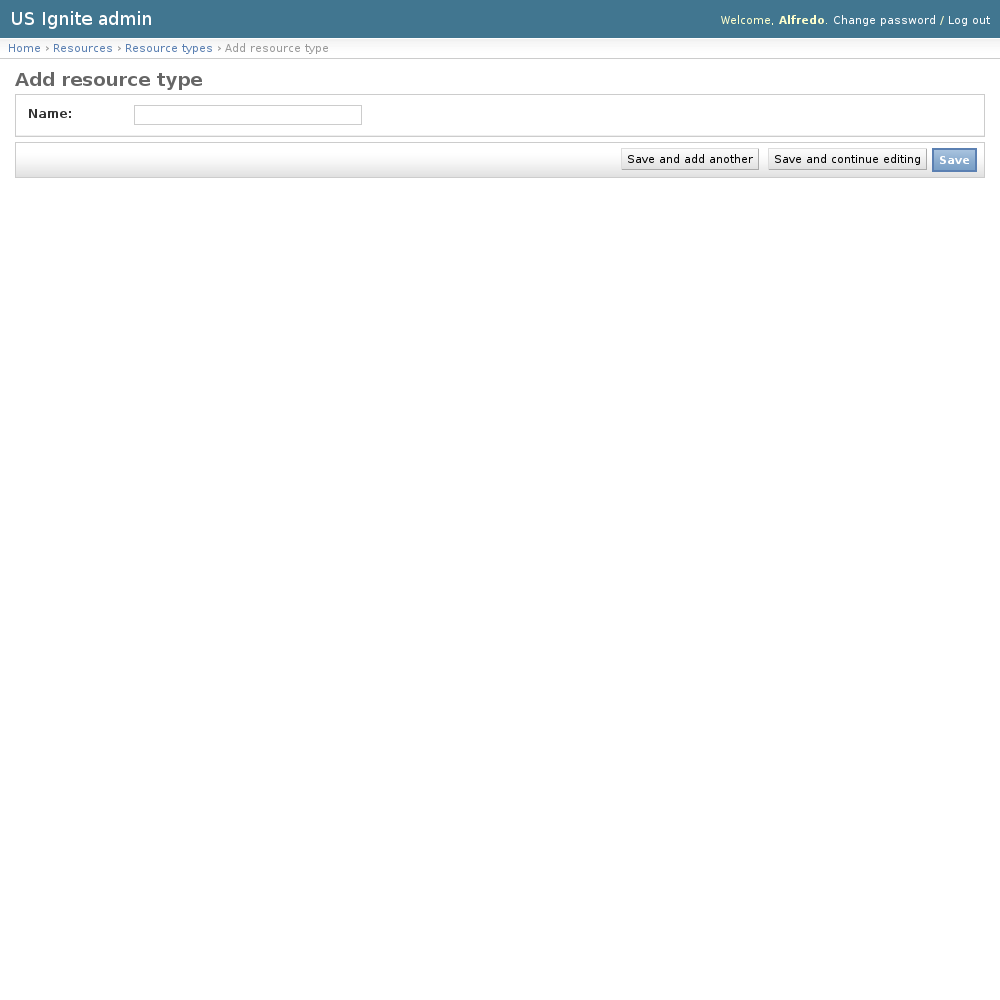 US Ignite admin
Welcome, Alfredo. Change password / Log out
Home › Resources › Resource types › Add resource type
Add resource type
Name:
Save and add another
Save and continue editing
Save